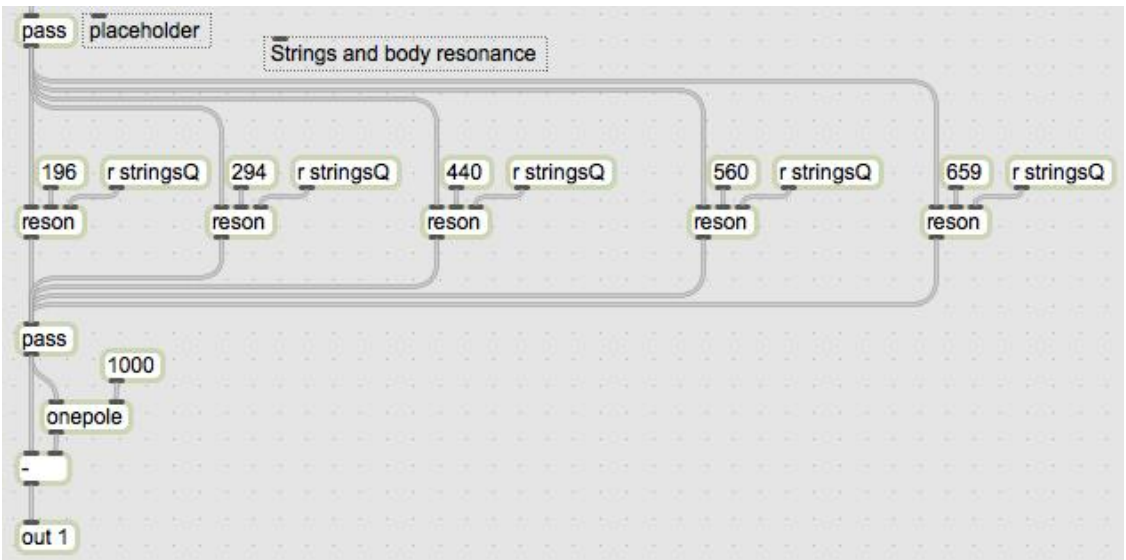 pass placeholder
Strings and body resonance
196 r stringsQ 294 r stringsQ 440 r stringsQ 560 r stringsQ 659 r stringsQ
reson reson reson reson reson
pass
1000
onepole
-
out 1